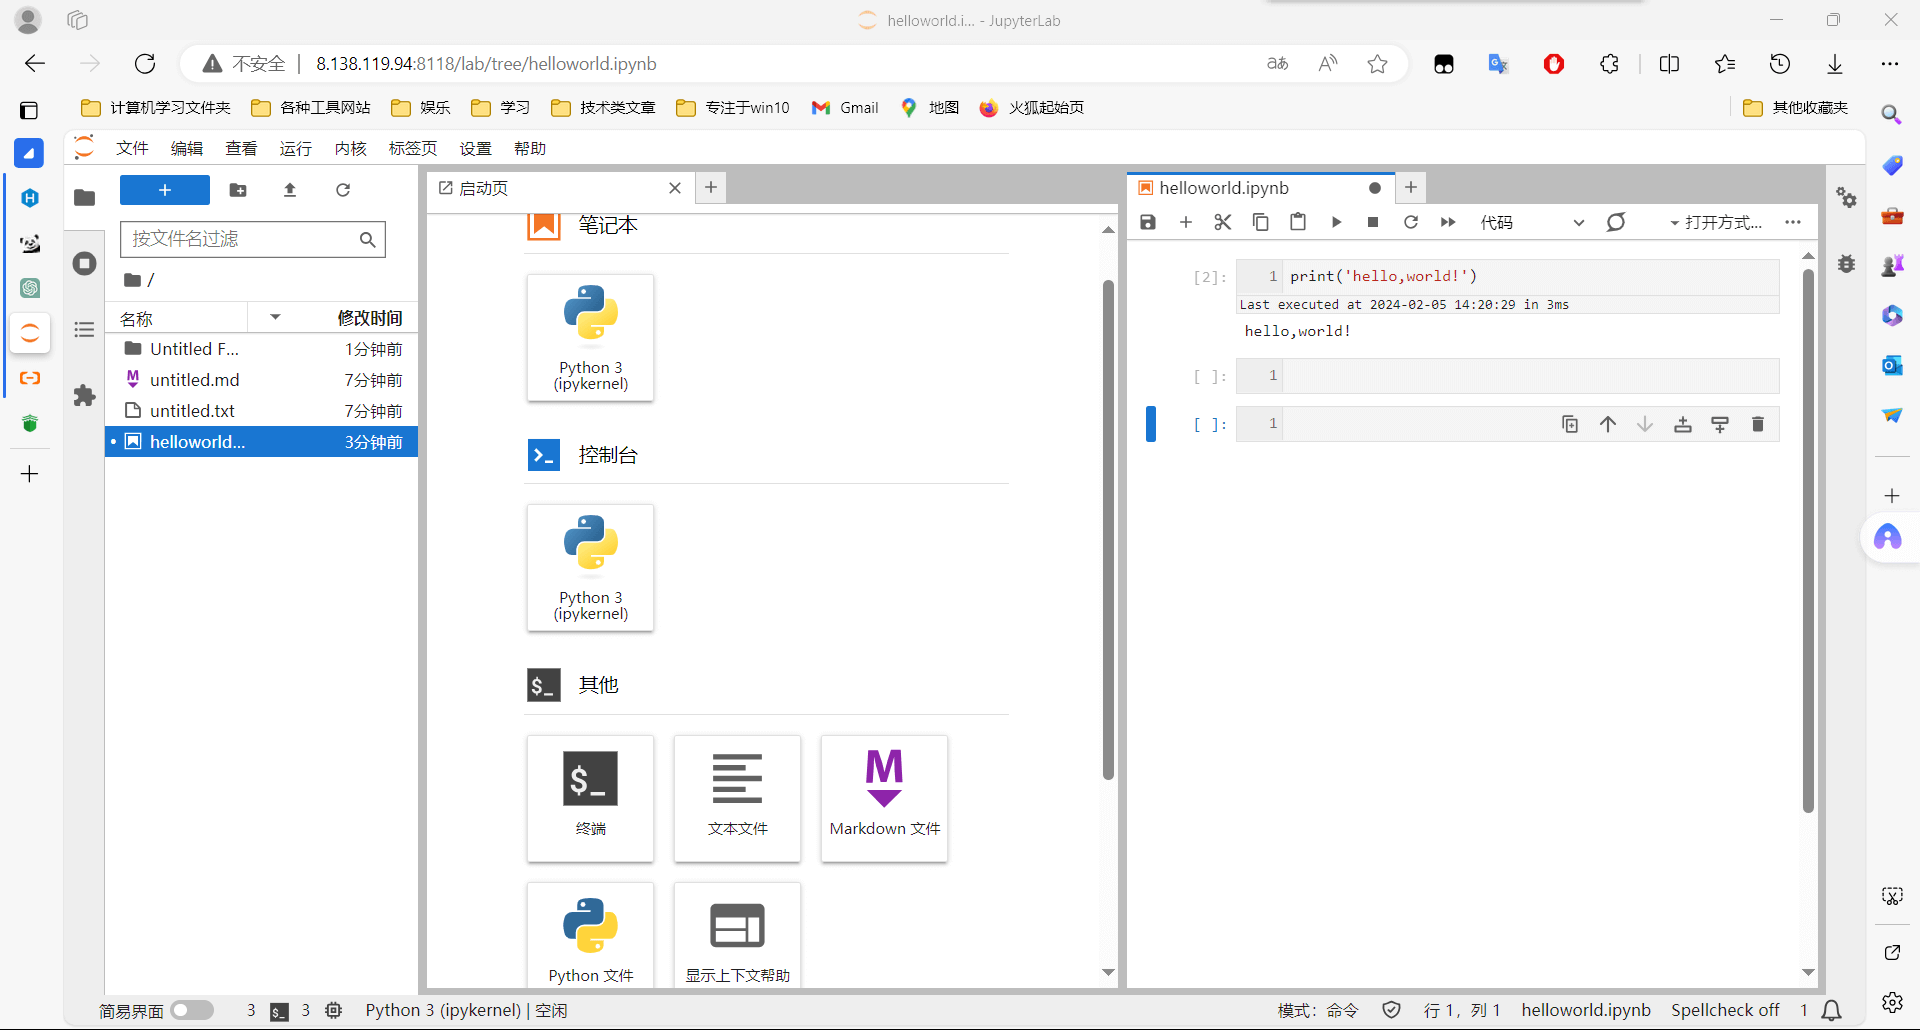 helloworld.i... - JupyterLab
不安全 8.138.119.94:8118/lab/tree/helloworld.ipynb
计算机学习文件夹 各种工具网站 娱乐 学习 技术类文章 专注于win10 Gmail 地图 火狐起始页 其他收藏夹
文件 编辑 查看 运行 内核 标签页 设置 帮助
按文件名过滤
/
名称 修改时间
Untitled F... 1分钟前
untitled.md 7分钟前
untitled.txt 7分钟前
helloworld... 3分钟前
启动页
笔记本
Python 3
(ipykernel)
控制台
Python 3
(ipykernel)
其他
终端 文本文件 Markdown 文件
Python 文件 显示上下文帮助
helloworld.ipynb
代码 打开方式...
[2]: 1 print('hello,world!')
Last executed at 2024-02-05 14:20:29 in 3ms
hello,world!
[ ]: 1
[ ]: 1
简易界面 3 $_ 3 Python 3 (ipykernel) | 空闲 模式：命令 行 1，列 1 helloworld.ipynb Spellcheck off 1